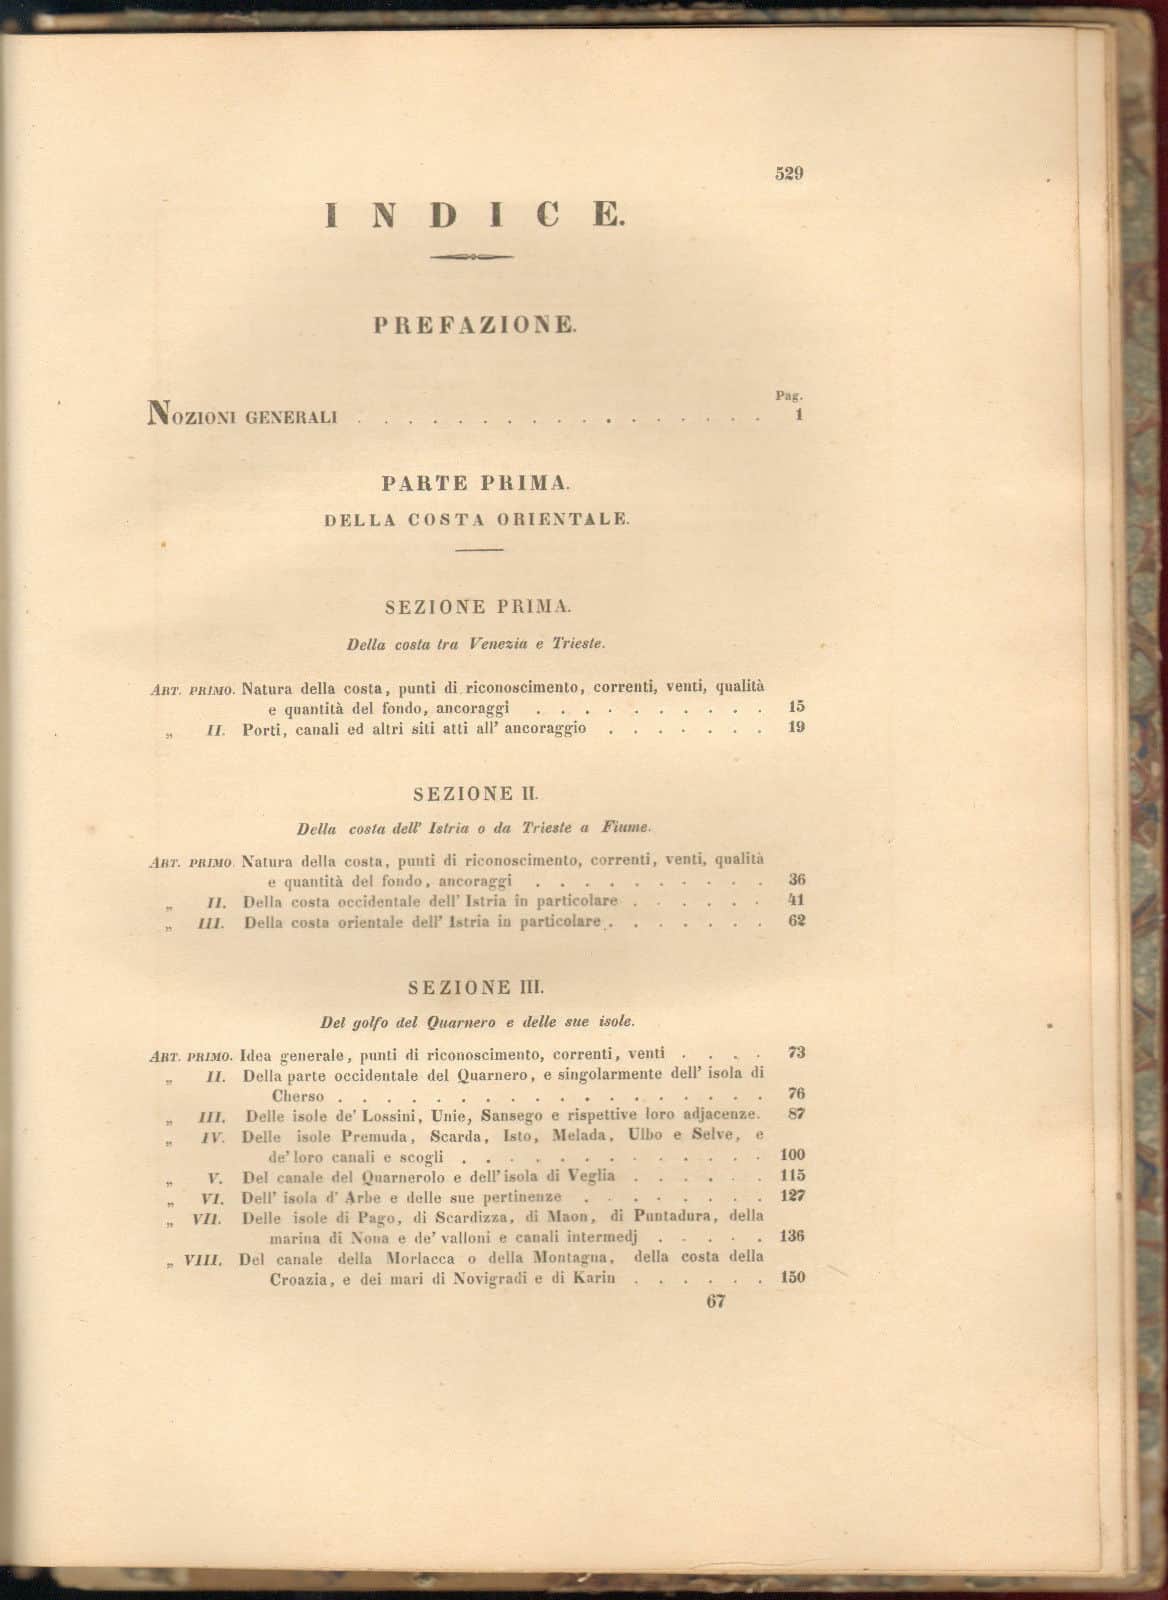 529
INDICE.
PREFAZIONE.
Pag.
NOZIONI GENERALI . . . . . . . . . . . . . . . . . 1
PARTE PRIMA.
DELLA COSTA ORIENTALE.
SEZIONE PRIMA.
Della costa tra Venezia e Trieste.
ART. PRIMO. Natura della costa, punti di riconoscimento, correnti, venti, qualità
e quantità del fondo, ancoraggi . . . . . . . . . . 15
„ II. Porti, canali ed altri siti atti all' ancoraggio . . . . . . . 19
SEZIONE II.
Della costa dell' Istria o da Trieste a Fiume.
ART. PRIMO. Natura della costa, punti di riconoscimento, correnti, venti, qualità
e quantità del fondo, ancoraggi . . . . . . . . . . 36
„ II. Della costa occidentale dell' Istria in particolare . . . . . . 41
„ III. Della costa orientale dell' Istria in particolare . . . . . . . 62
SEZIONE III.
Del golfo del Quarnero e delle sue isole.
ART. PRIMO. Idea generale, punti di riconoscimento, correnti, venti . . . . 73
„ II. Della parte occidentale del Quarnero, e singolarmente dell' isola di
Cherso . . . . . . . . . . . . . . . . . . 76
„ III. Delle isole de' Lossini, Unie, Sansego e rispettive loro adjacenze. 87
„ IV. Delle isole Premuda, Scarda, Isto, Melada, Ulbo e Selve, e
de' loro canali e scogli . . . . . . . . . . . . . 100
„ V. Del canale del Quarnerolo e dell' isola di Veglia . . . . . . 115
„ VI. Dell' isola d' Arbe e delle sue pertinenze . . . . . . . . 127
„ VII. Delle isole di Pago, di Scardizza, di Maon, di Puntadura, della
marina di Nona e de' valloni e canali intermedj . . . . . 136
„ VIII. Del canale della Morlacca o della Montagna, della costa della
Croazia, e dei mari di Novigradi e di Karin . . . . . . 150
67